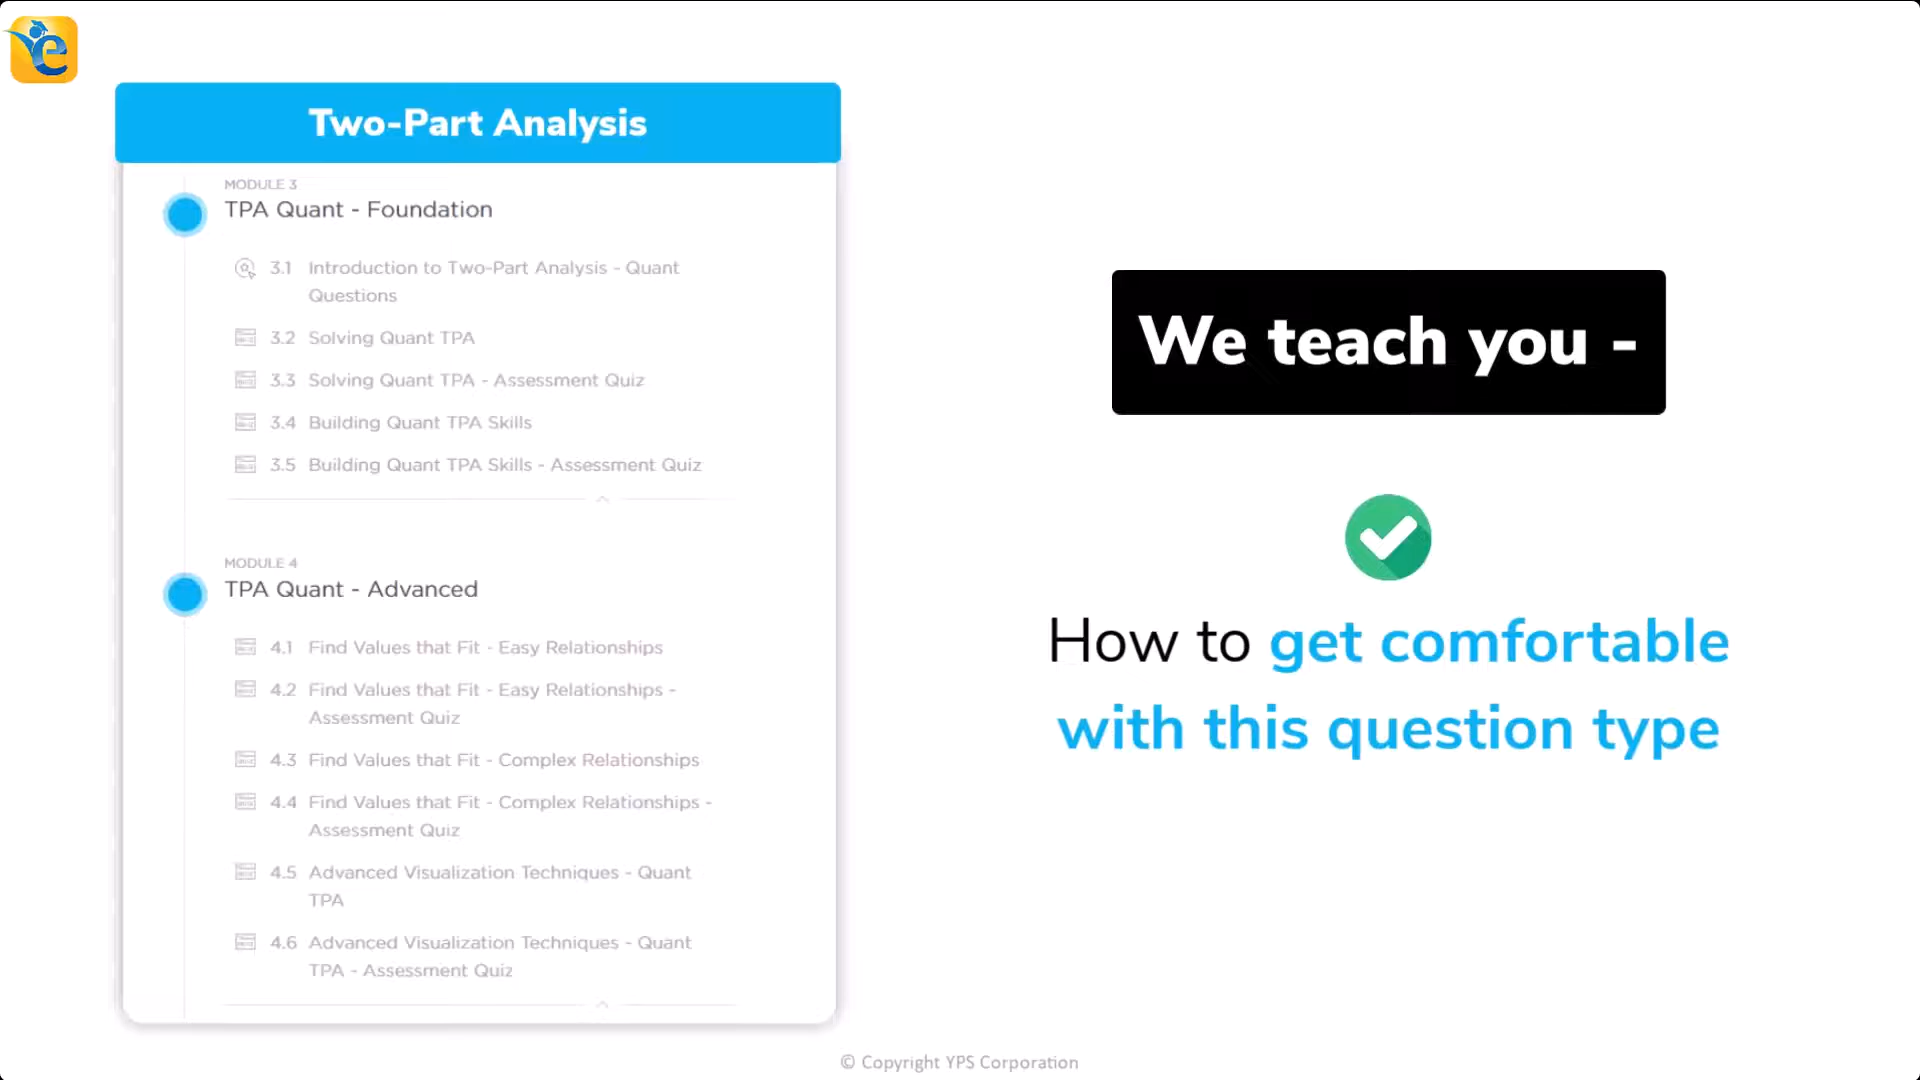 Two-Part Analysis
MODULE 3
TPA Quant - Foundation
3.1 Introduction to Two-Part Analysis - Quant
Questions
3.2 Solving Quant TPA
3.3 Solving Quant TPA - Assessment Quiz
3.4 Building Quant TPA Skills
3.5 Building Quant TPA Skills - Assessment Quiz
MODULE 4
TPA Quant - Advanced
4.1 Find Values that Fit - Easy Relationships
4.2 Find Values that Fit - Easy Relationships -
Assessment Quiz
4.3 Find Values that Fit - Complex Relationships
4.4 Find Values that Fit - Complex Relationships -
Assessment Quiz
4.5 Advanced Visualization Techniques - Quant
TPA
4.6 Advanced Visualization Techniques - Quant
TPA - Assessment Quiz
We teach you -
How to get comfortable
with this question type
© Copyright YPS Corporation